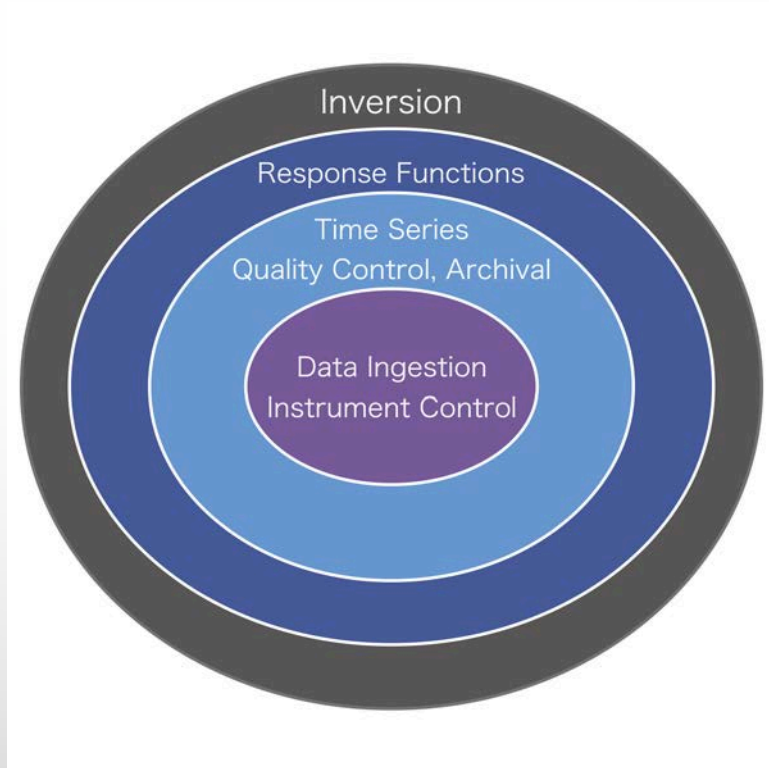 Inversion
Response Functions
Time Series
Quality Control, Archival
Data Ingestion
Instrument Control